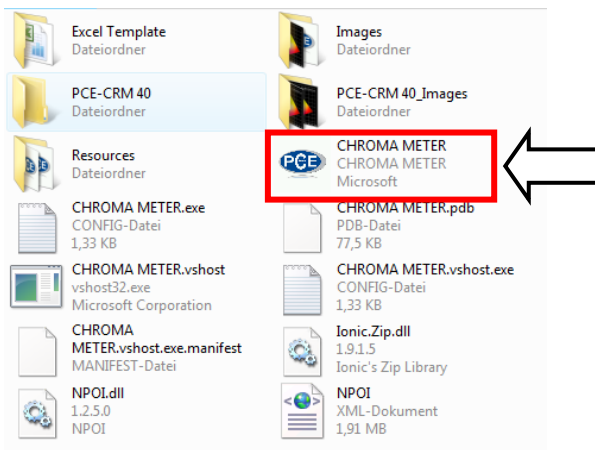 Excel Template
Dateiordner
Images
Dateiordner
PCE-CRM 40
Dateiordner
PCE-CRM 40_Images
Dateiordner
Resources
Dateiordner
PCE
CHROMA METER
CHROMA METER
Microsoft
CHROMA METER.exe
CONFIG-Datei
1,33 KB
CHROMA METER.pdb
PDB-Datei
77,5 KB
CHROMA METER.vshost
vshost32.exe
Microsoft Corporation
CHROMA METER.vshost.exe
CONFIG-Datei
1,33 KB
CHROMA
METER.vshost.exe.manifest
MANIFEST-Datei
Ionic.Zip.dll
1.9.1.5
Ionic's Zip Library
NPOI.dll
1.2.5.0
NPOI
NPOI
XML-Dokument
1,91 MB